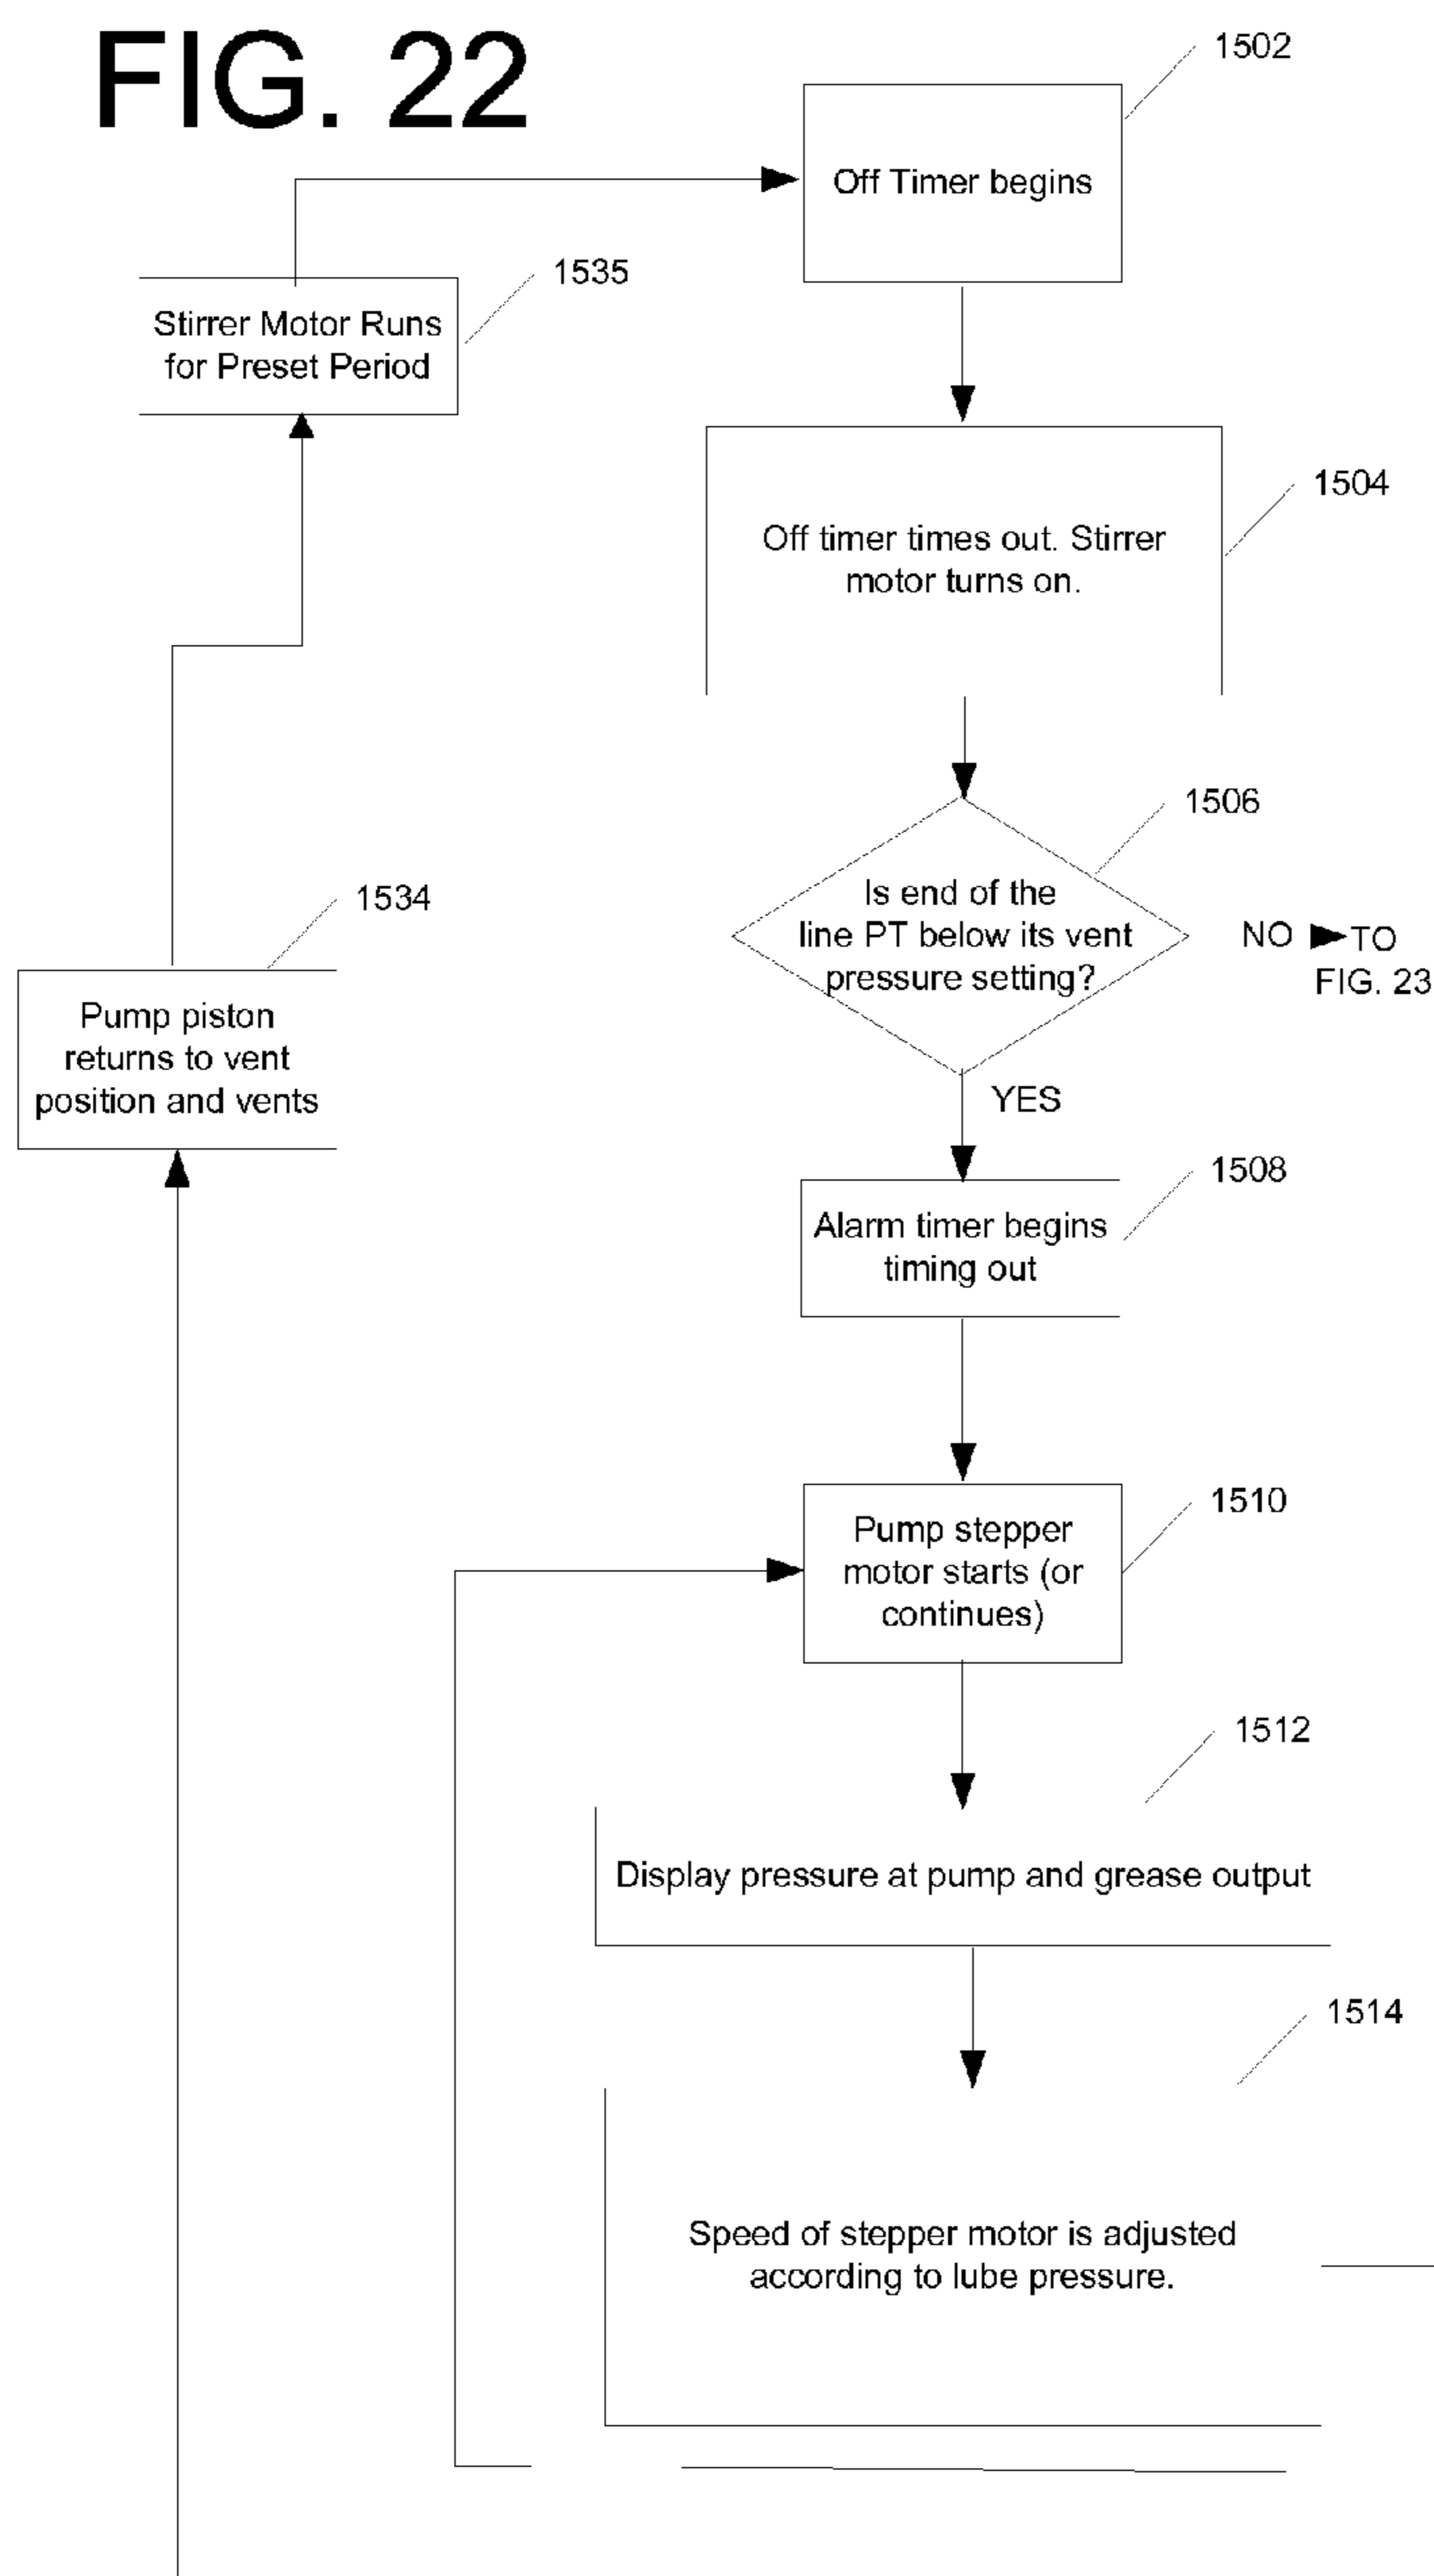 FIG. 22
1502
Off Timer begins
1535
Stirrer Motor Runs
for Preset Period
1504
Off timer times out. Stirrer
motor turns on.
1506
Is end of the
line PT below its vent
pressure setting?
NO
TO
FIG. 23
YES
1534
Pump piston
returns to vent
position and vents
1508
Alarm timer begins
timing out
1510
Pump stepper
motor starts (or
continues)
1512
Display pressure at pump and grease output
1514
Speed of stepper motor is adjusted
according to lube pressure.